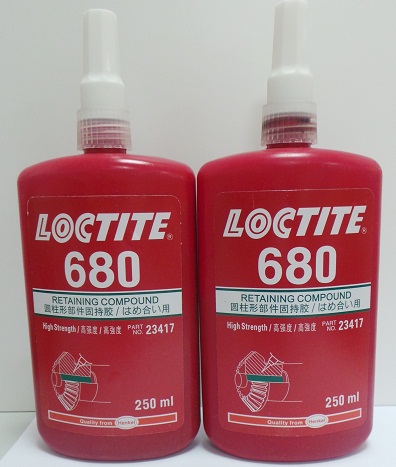 LOCTITE®
680
RETAINING COMPOUND
圆柱形部件固持胶 / はめ合い用
High Strength / 高强度 / 高強度 PART NO. 23417
250 ml
Quality from Henkel
LOCTITE®
680
RETAINING COMPOUND
圆柱形部件固持胶 / はめ合い用
High Strength / 高强度 / 高強度 PART NO. 23417
250 ml
Quality from Henkel